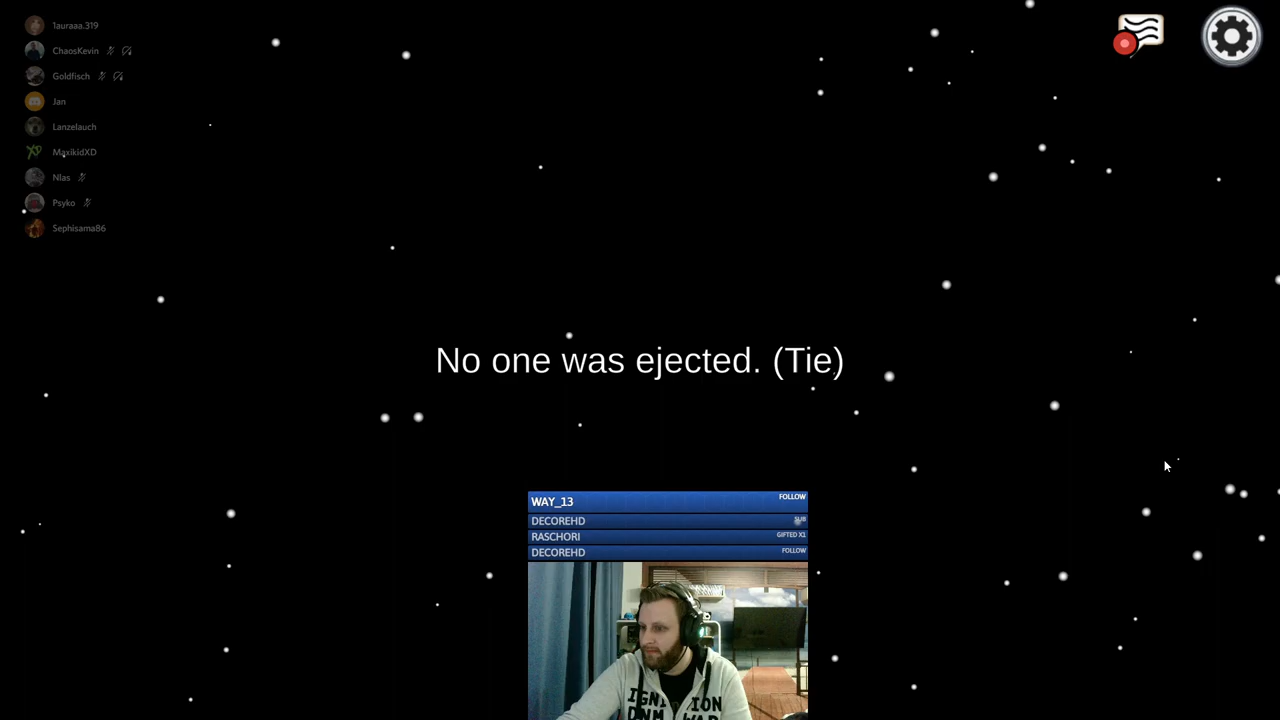 1auraaa.319
ChaosKevin
Goldfisch
Jan
Lanzelauch
MaxikidXD
Nlas
Psyko
Sephisama86
No one was ejected. (Tie)
WAY_13 FOLLOW
DECOREHD SUB
RASCHORI GIFTED X1
DECOREHD FOLLOW